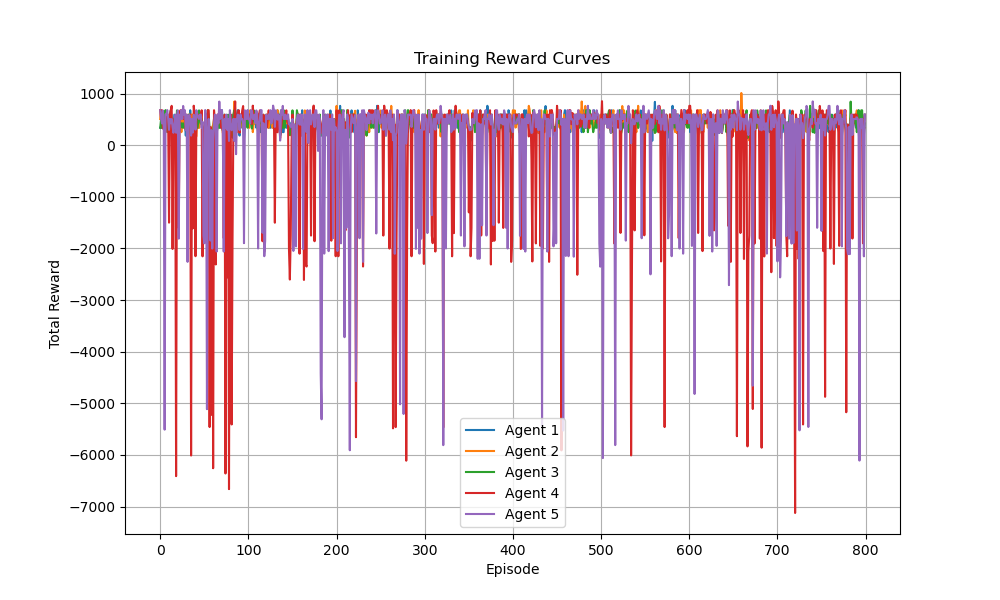 Training Reward Curves
1000
0
−1000
−2000
−3000
−4000
−5000
−6000
−7000
Total Reward
Agent 1
Agent 2
Agent 3
Agent 4
Agent 5
0 100 200 300 400 500 600 700 800
Episode